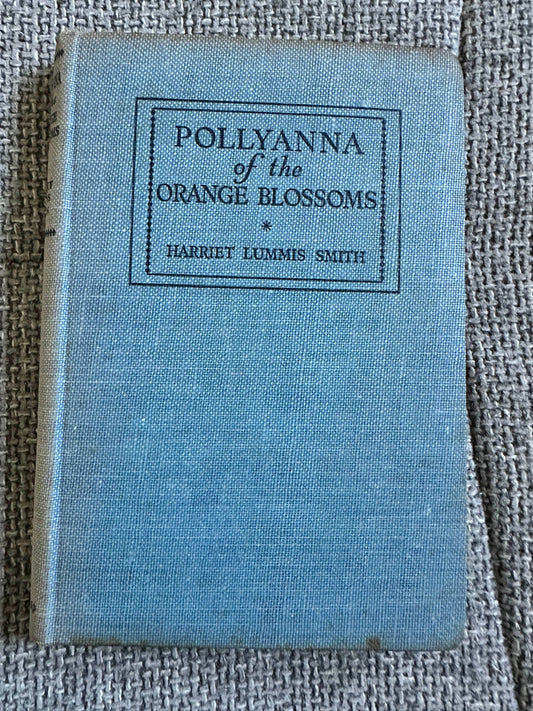 POLLYANNA
of the
ORANGE BLOSSOMS
*
HARRIET LUMMIS SMITH